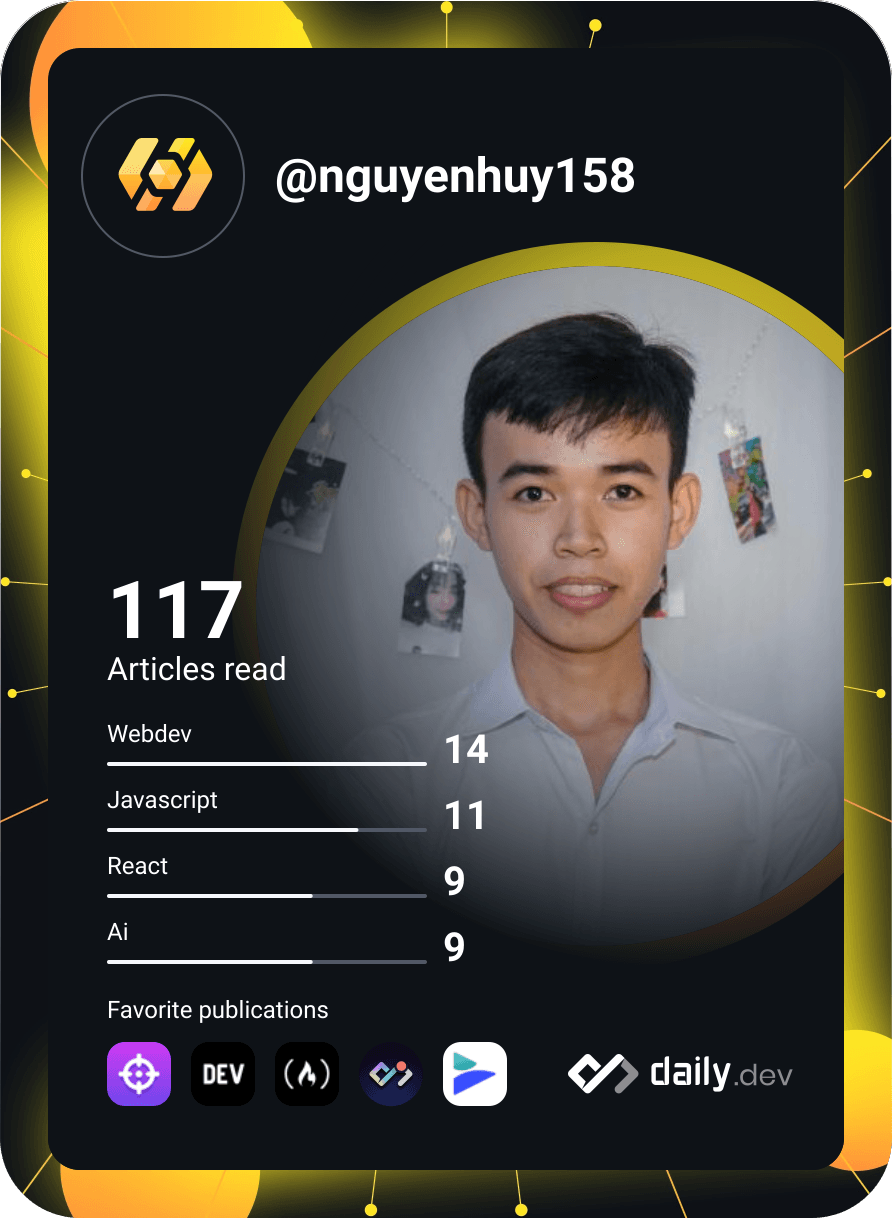 @nguyenhuy158
117
Articles read
Webdev
14
Javascript
11
React
9
Ai
9
Favorite publications
DEV
daily.dev